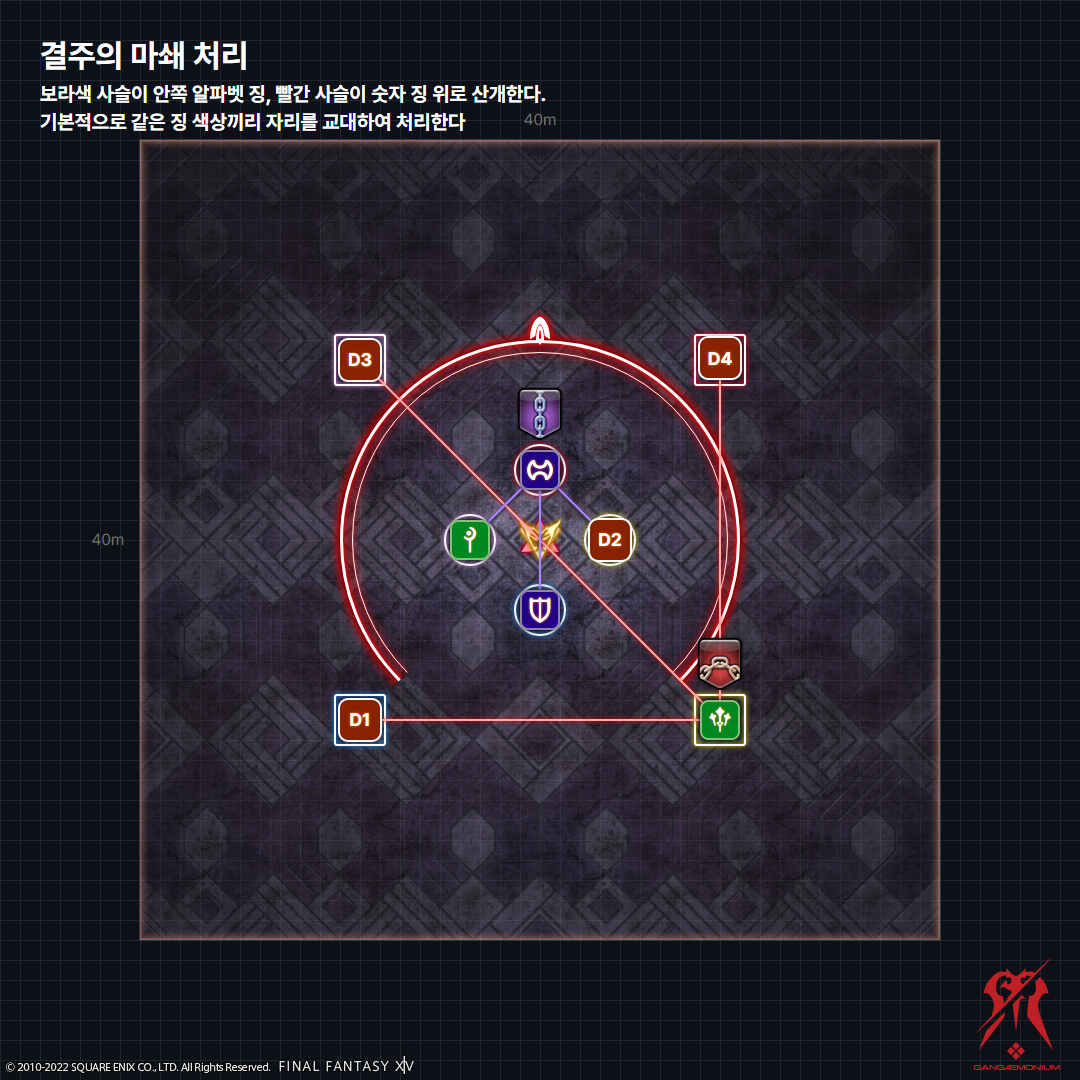 결주의 마쇄 처리
보라색 사슬이 안쪽 알파벳 징, 빨간 사슬이 숫자 징 위로 산개한다.
기본적으로 같은 징 색상끼리 자리를 교대하여 처리한다
40m
D3
D4
40m
D2
D1
GANGÆMONIUM
© 2010-2022 SQUARE ENIX CO., LTD. All Rights Reserved. FINAL FANTASY XIV